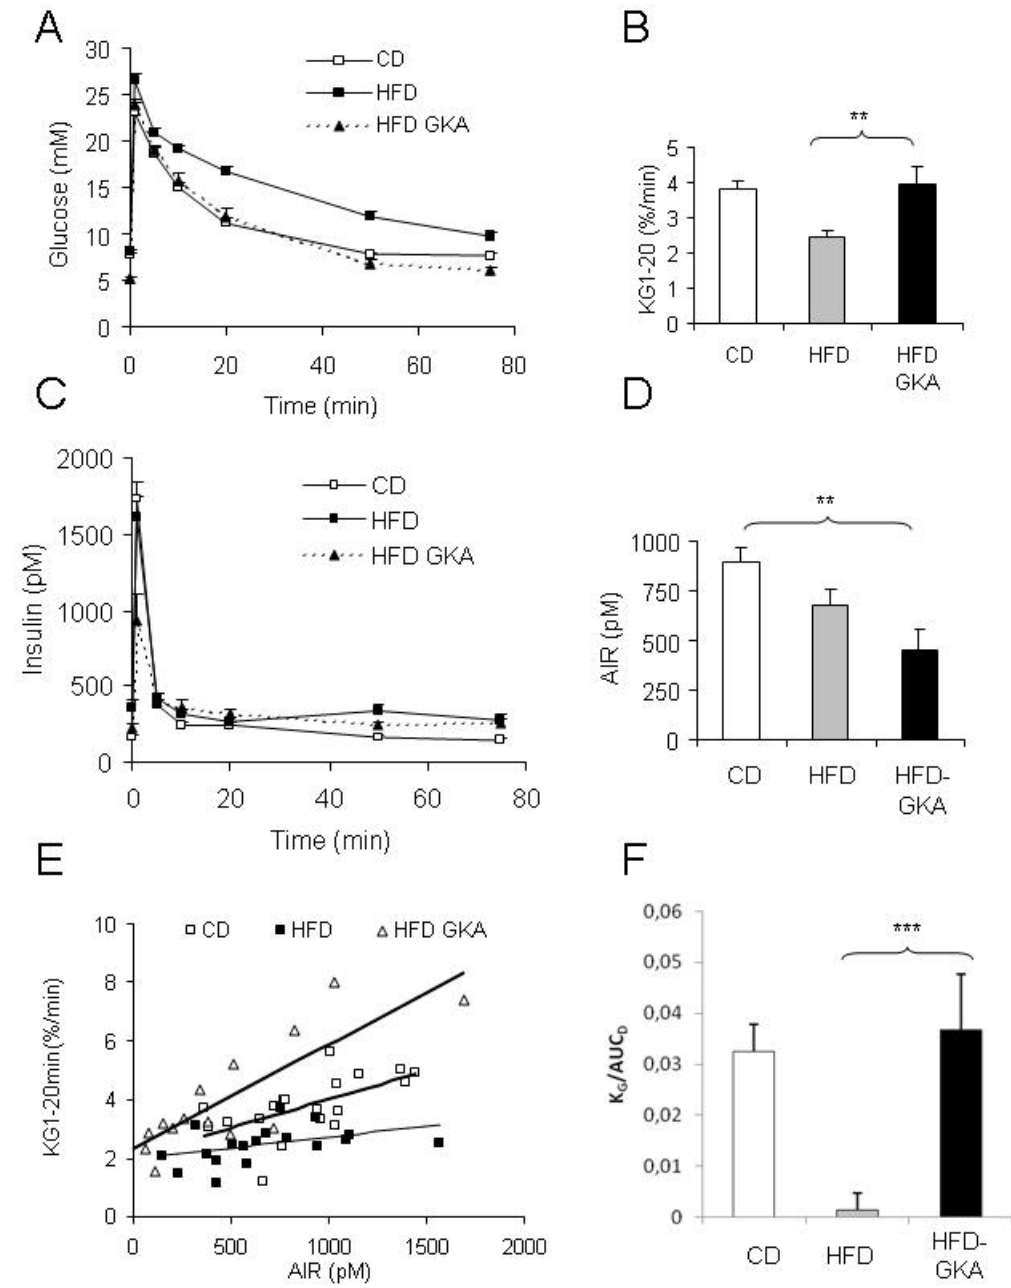 A
30
25
20
15
10
5
0
Glucose (mM)
CD
HFD
HFD GKA
0 20 40 60 80
Time (min)
B
**
5
4
3
2
1
0
KG1-20 (%/min)
CD HFD HFD
GKA
C
2000
1500
1000
500
0
Insulin (pM)
CD
HFD
HFD GKA
0 20 40 60 80
Time (min)
D
**
1000
750
500
250
0
AIR (pM)
CD HFD HFD-
GKA
E
10
8
6
4
2
0
KG1-20min(%/min)
CD HFD HFD GKA
0 500 1000 1500 2000
AIR (pM)
F
***
0,06
0,05
0,04
0,03
0,02
0,01
0
KG/AUCD
CD HFD HFD-
GKA